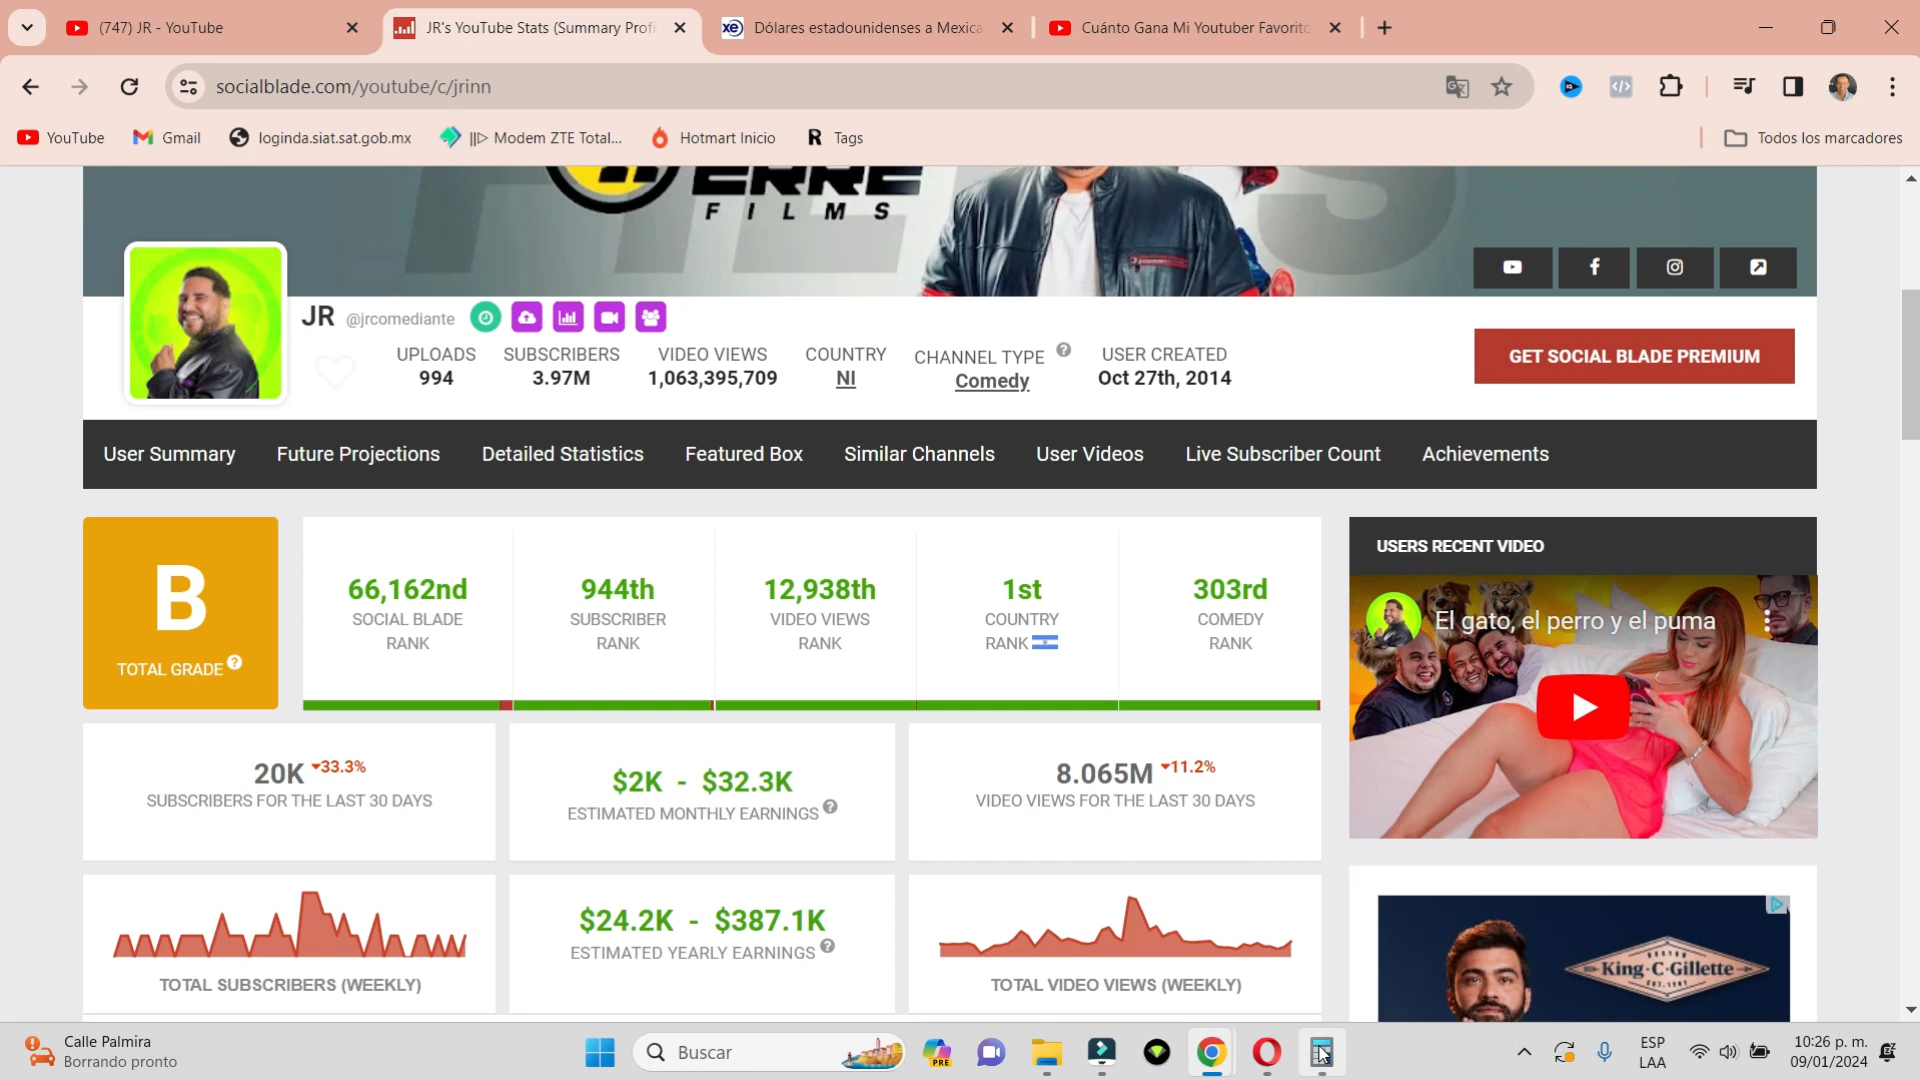 (747) JR - YouTube
JR's YouTube Stats (Summary Profi
xe Dólares estadounidenses a Mexica
Cuánto Gana Mi Youtuber Favorito
socialblade.com/youtube/c/jrinn
YouTube
Gmail
loginda.siat.sat.gob.mx
||▷ Modem ZTE Total...
Hotmart Inicio
R Tags
Todos los marcadores
ERRE
FILMS
JR @jrcomediante
UPLOADS
994
SUBSCRIBERS
3.97M
VIDEO VIEWS
1,063,395,709
COUNTRY
NI
CHANNEL TYPE ?
Comedy
USER CREATED
Oct 27th, 2014
GET SOCIAL BLADE PREMIUM
User Summary
Future Projections
Detailed Statistics
Featured Box
Similar Channels
User Videos
Live Subscriber Count
Achievements
B
TOTAL GRADE ?
66,162nd
SOCIAL BLADE
RANK
944th
SUBSCRIBER
RANK
12,938th
VIDEO VIEWS
RANK
1st
COUNTRY
RANK
303rd
COMEDY
RANK
USERS RECENT VIDEO
El gato, el perro y el puma
20K 33.3%
SUBSCRIBERS FOR THE LAST 30 DAYS
$2K - $32.3K
ESTIMATED MONTHLY EARNINGS ?
8.065M 11.2%
VIDEO VIEWS FOR THE LAST 30 DAYS
TOTAL SUBSCRIBERS (WEEKLY)
$24.2K - $387.1K
ESTIMATED YEARLY EARNINGS ?
TOTAL VIDEO VIEWS (WEEKLY)
King·C·Gillette
Calle Palmira
Borrando pronto
Buscar
PRE
ESP
LAA
10:26 p. m.
09/01/2024